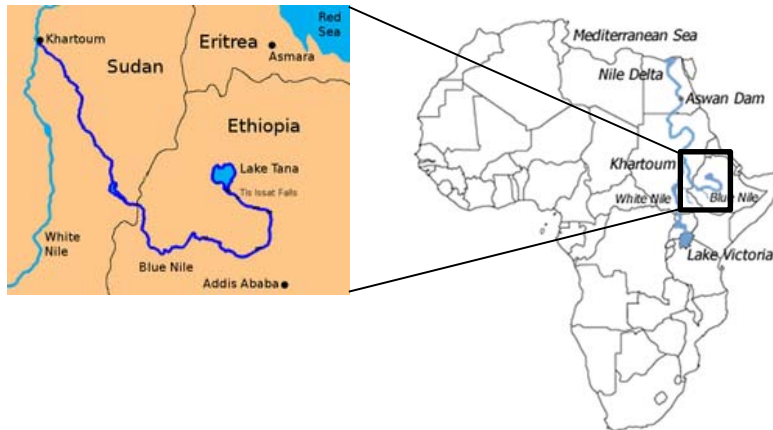 Red
Sea
Khartoum
Eritrea
Asmara
Sudan
Ethiopia
Lake Tana
Tis Issat Falls
White
Nile
Blue Nile
Addis Ababa
Mediterranean Sea
Nile Delta
Aswan Dam
Khartoum
White Nile
Blue Nile
Lake Victoria